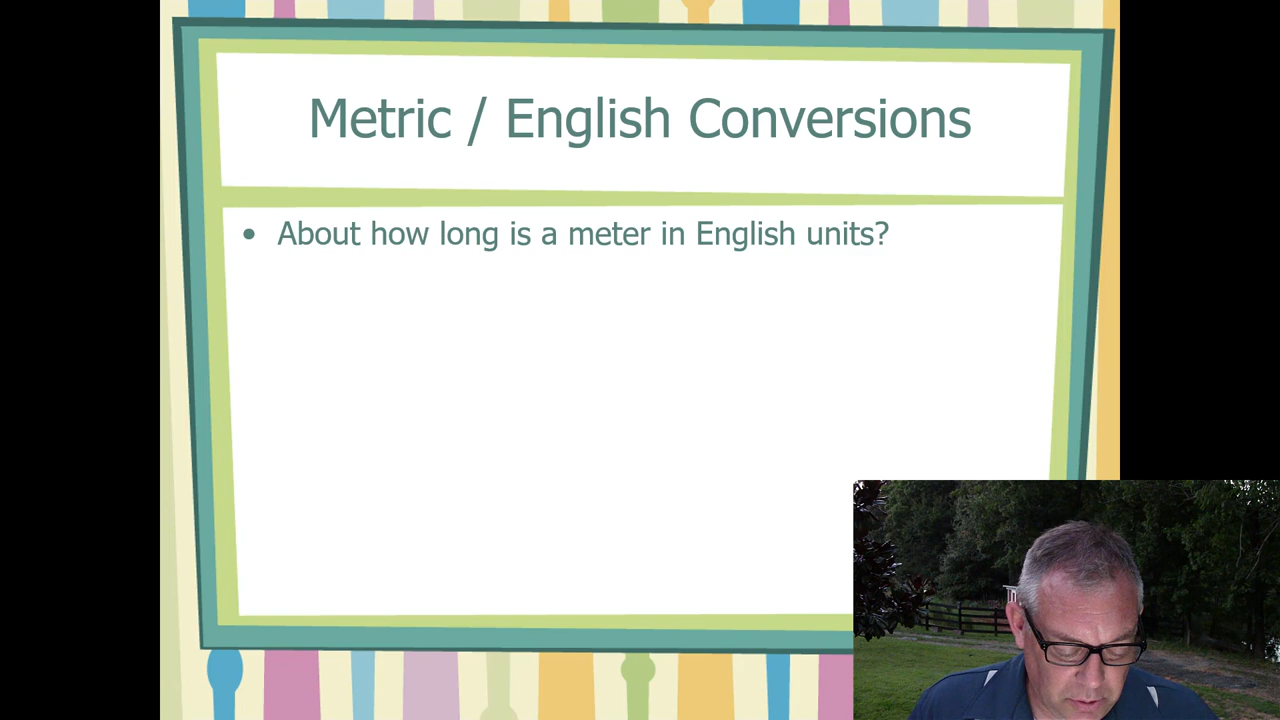 Metric / English Conversions
• About how long is a meter in English units?